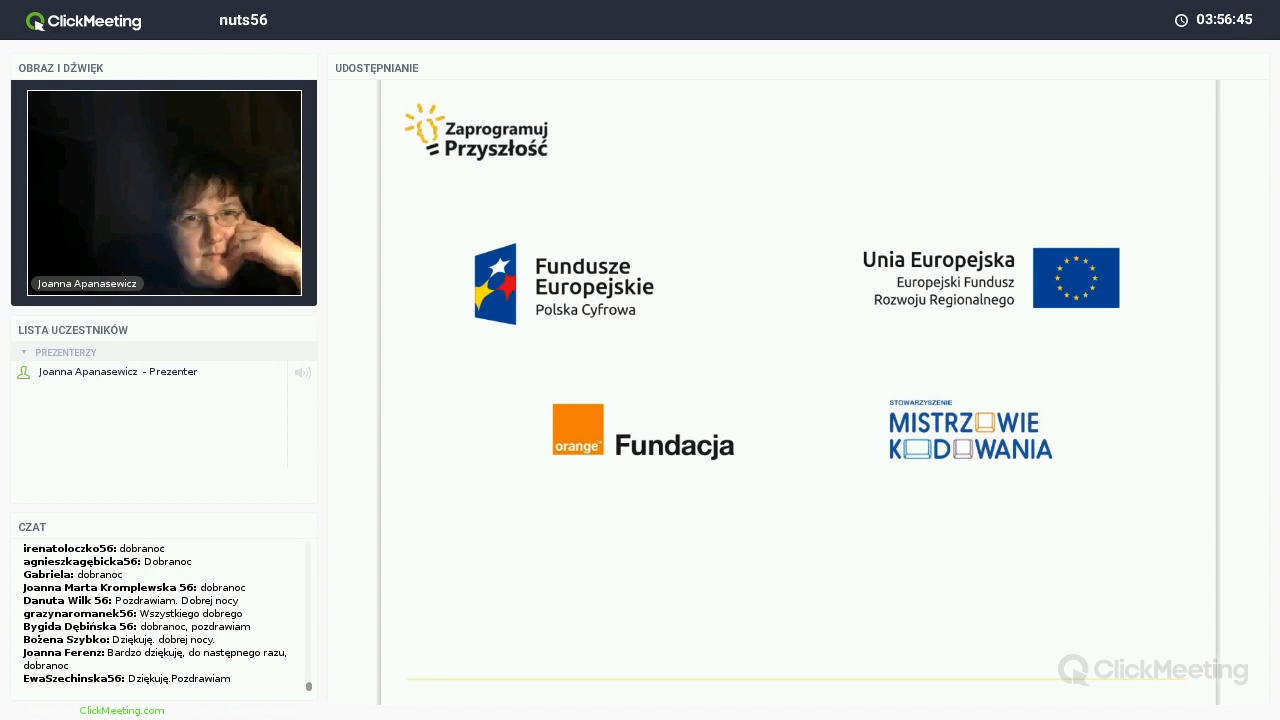 ClickMeeting
nuts56
03:56:45
OBRAZ I DŹWIĘK
Joanna Apanasewicz
LISTA UCZESTNIKÓW
PREZENTERZY
Joanna Apanasewicz - Prezenter
CZAT
irenatoloczko56: dobranoc
agnieszkagębicka56: Dobranoc
Gabriela: dobranoc
Joanna Marta Kromplewska 56: dobranoc
Danuta Wilk 56: Pozdrawiam. Dobrej nocy
grazynaromanek56: Wszystkiego dobrego
Bygida Dębińska 56: dobranoc, pozdrawiam
Bożena Szybko: Dziękuję. dobrej nocy.
Joanna Ferenz: Bardzo dziękuję, do następnego razu,
dobranoc
EwaSzechinska56: Dziękuję.Pozdrawiam
ClickMeeting.com
UDOSTĘPNIANIE
Zaprogramuj
Przyszłość
Fundusze
Europejskie
Polska Cyfrowa
Unia Europejska
Europejski Fundusz
Rozwoju Regionalnego
orange™
Fundacja
STOWARZYSZENIE
MISTRZOWIE
KODOWANIA
ClickMeeting